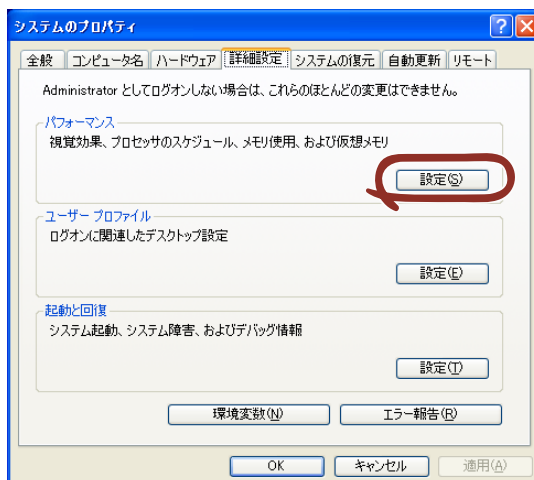 システムのプロパティ
全般 コンピュータ名 ハードウェア 詳細設定 システムの復元 自動更新 リモート
Administrator としてログオンしない場合は、これらのほとんどの変更はできません。
パフォーマンス
視覚効果、プロセッサのスケジュール、メモリ使用、および仮想メモリ
設定(S)
ユーザー プロファイル
ログオンに関連したデスクトップ設定
設定(E)
起動と回復
システム起動、システム障害、およびデバッグ情報
設定(T)
環境変数(N) エラー報告(R)
OK キャンセル 適用(A)